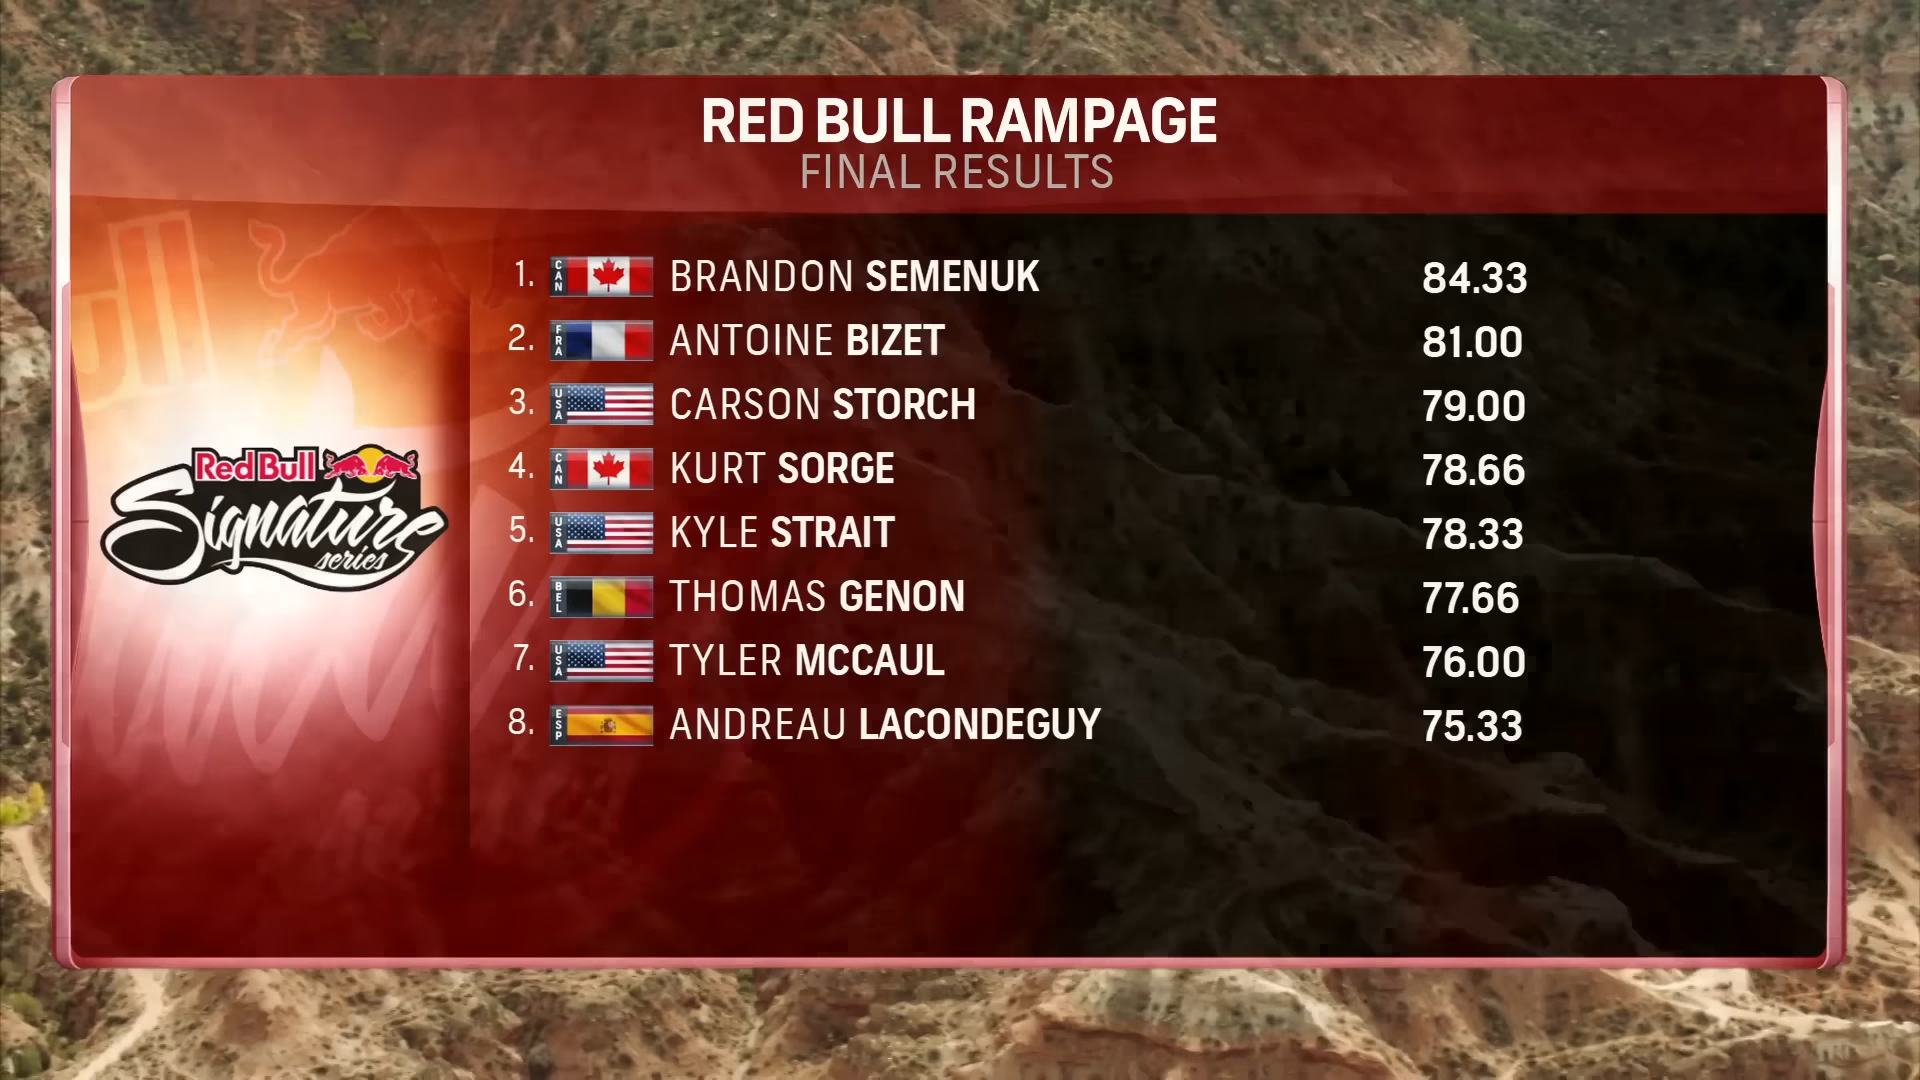 RED BULL RAMPAGE
FINAL RESULTS
1. CAN BRANDON SEMENUK 84.33
2. FRA ANTOINE BIZET 81.00
3. USA CARSON STORCH 79.00
4. CAN KURT SORGE 78.66
5. USA KYLE STRAIT 78.33
6. BEL THOMAS GENON 77.66
7. USA TYLER MCCAUL 76.00
8. ESP ANDREAU LACONDEGUY 75.33
Red Bull
Signature
series